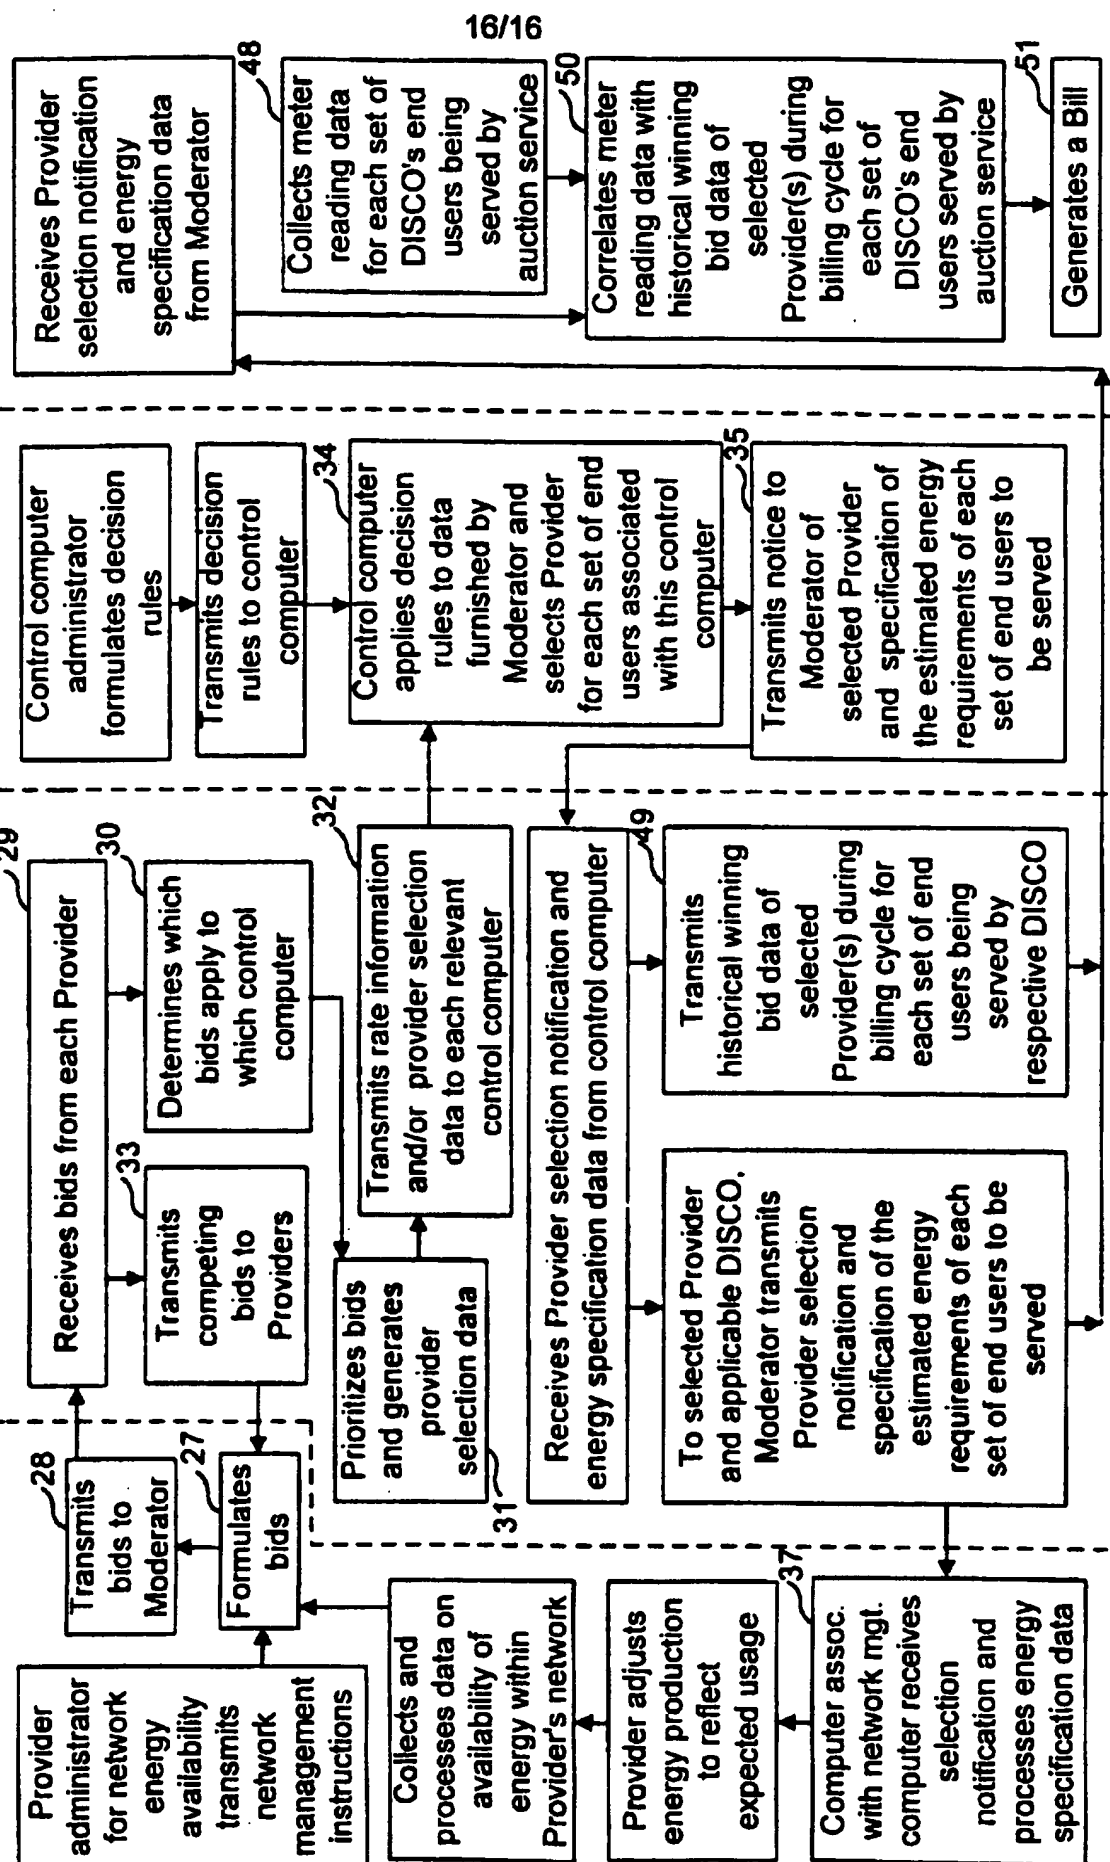 16/16
Provider
administrator
for network
energy
availability
transmits
network
management
instructions
28
Transmits
bids to
Moderator
27
Formulates
bids
Collects and
processes data on
availability of
energy within
Provider's network
Provider adjusts
energy production
to reflect
expected usage
37
Computer assoc.
with network mgt.
computer receives
selection
notification and
processes energy
specification data
29
Receives bids from each Provider
33
Transmits
competing
bids to
Providers
30
Determines which
bids apply to
which control
computer
31
Prioritizes bids
and generates
provider
selection data
32
Transmits rate information
and/or provider selection
data to each relevant
control computer
Receives Provider selection notification and
energy specification data from control computer
To selected Provider
and applicable DISCO,
Moderator transmits
Provider selection
notification and
specification of the
estimated energy
requirements of each
set of end users to be
served
49
Transmits
historical winning
bid data of
selected
Provider(s) during
billing cycle for
each set of end
users being
served by
respective DISCO
Control computer
administrator
formulates decision
rules
Transmits decision
rules to control
computer
34
Control computer
applies decision
rules to data
furnished by
Moderator and
selects Provider
for each set of end
users associated
with this control
computer
35
Transmits notice to
Moderator of
selected Provider
and specification of
the estimated energy
requirements of each
set of end users to
be served
Receives Provider
selection notification
and energy
specification data
from Moderator
48
Collects meter
reading data
for each set of
DISCO's end
users being
served by
auction service
50
Correlates meter
reading data with
historical winning
bid data of
selected
Provider(s) during
billing cycle for
each set of
DISCO's end
users served by
auction service
51
Generates a Bill